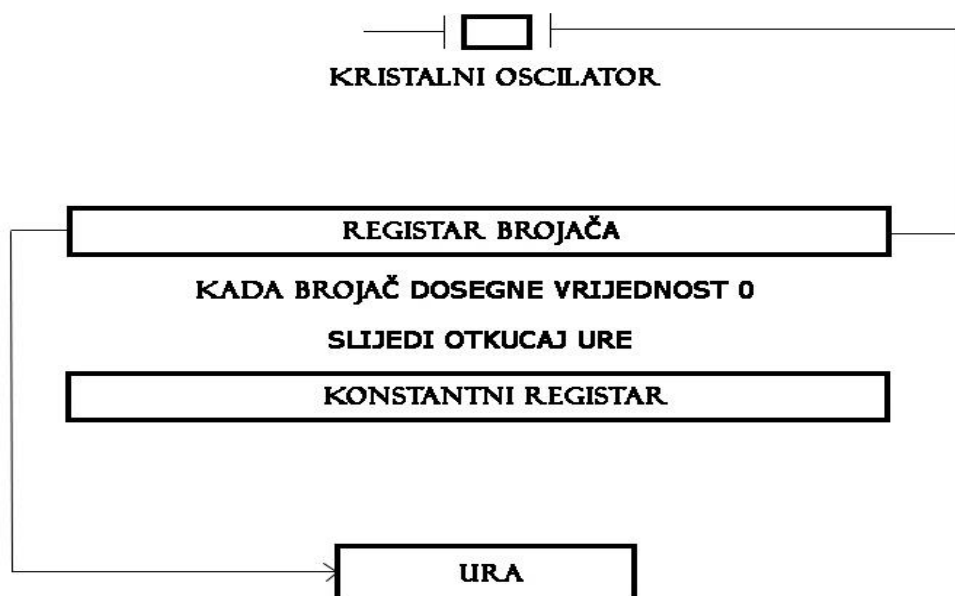 KRISTALNI OSCILATOR
REGISTAR BROJAČA
KADA BROJAČ DOSEGNE VRIJEDNOST 0
SLIJEDI OTKUCAJ URE
KONSTANTNI REGISTAR
URA